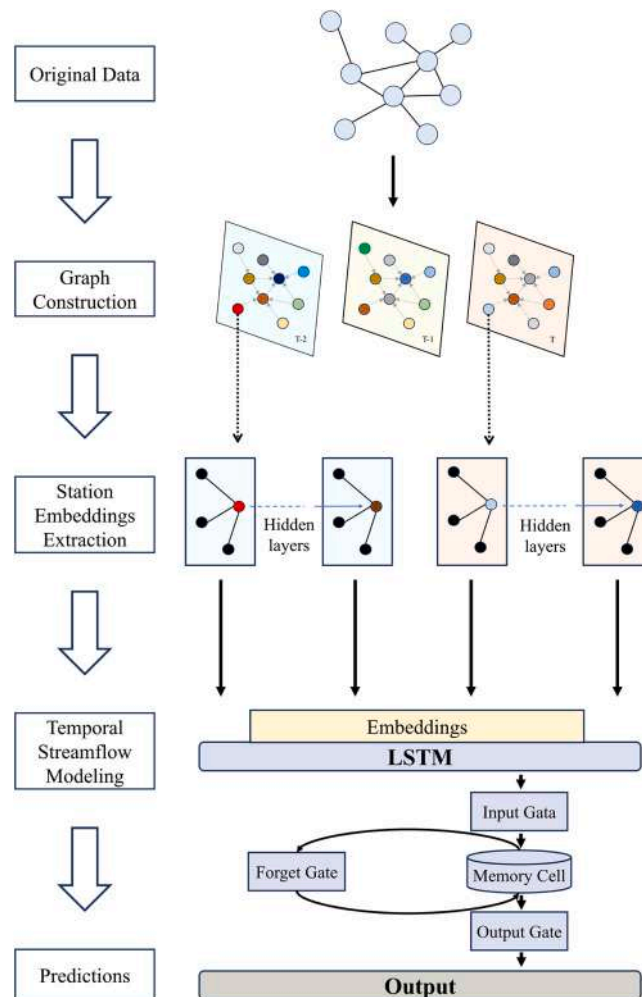 Original Data
Graph
Construction
T-2
T-1
T
Station
Embeddings
Extraction
Hidden
layers
Hidden
layers
Temporal
Streamflow
Modeling
Embeddings
LSTM
Input Gata
Forget Gate
Memory Cell
Output Gate
Predictions
Output